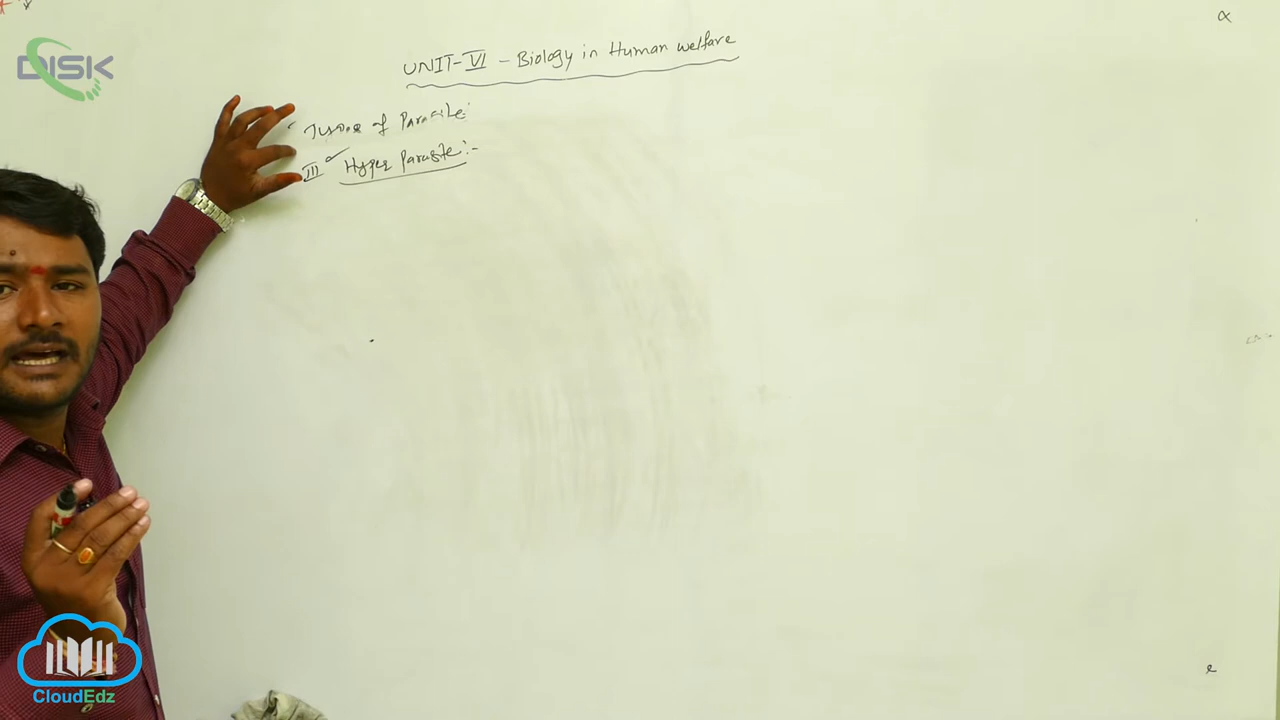 DISK
UNIT-VI - Biology in Human welfare
Types of Parasite:
III Hyper Parasite:-
CloudEdz